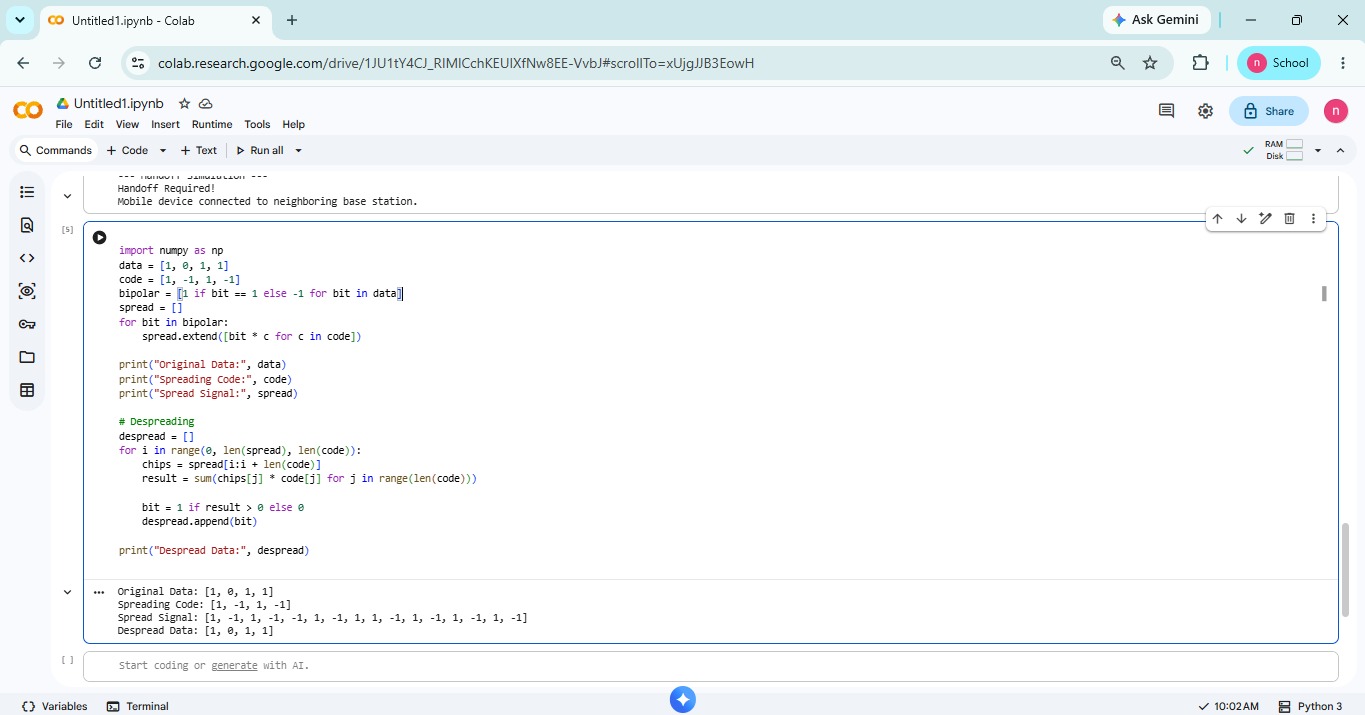 Untitled1.ipynb - Colab
Ask Gemini
colab.research.google.com/drive/1JU1tY4CJ_RIMICchKEUIXfNw8EE-VvbJ#scrollTo=xUjgJJB3EowH
n School
Untitled1.ipynb
File Edit View Insert Runtime Tools Help
Share
n
Commands + Code + Text Run all
RAM
Disk
--- Handoff Simulation ---
Handoff Required!
Mobile device connected to neighboring base station.
[5]
import numpy as np
data = [1, 0, 1, 1]
code = [1, -1, 1, -1]
bipolar = [1 if bit == 1 else -1 for bit in data]
spread = []
for bit in bipolar:
    spread.extend([bit * c for c in code])
print("Original Data:", data)
print("Spreading Code:", code)
print("Spread Signal:", spread)
# Despreading
despread = []
for i in range(0, len(spread), len(code)):
    chips = spread[i:i + len(code)]
    result = sum(chips[j] * code[j] for j in range(len(code)))
    bit = 1 if result > 0 else 0
    despread.append(bit)
print("Despread Data:", despread)
Original Data: [1, 0, 1, 1]
Spreading Code: [1, -1, 1, -1]
Spread Signal: [1, -1, 1, -1, -1, 1, -1, 1, 1, -1, 1, -1, 1, -1, 1, -1]
Despread Data: [1, 0, 1, 1]
[ ] Start coding or generate with AI.
Variables Terminal
10:02 AM Python 3